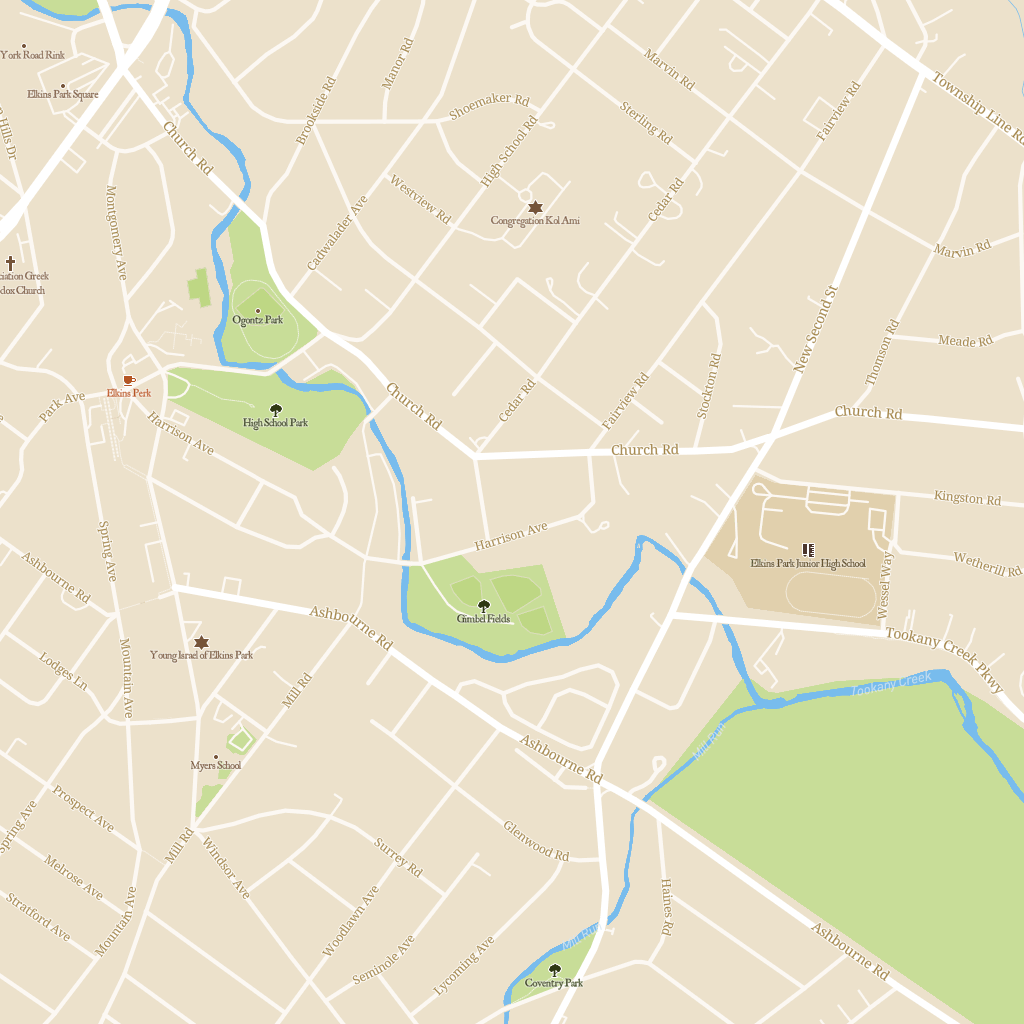 York Road Rink
Elkins Park Square
Hills Dr
Church Rd
Brookside Rd
Manor Rd
Shoemaker Rd
High School Rd
Marvin Rd
Sterling Rd
Fairview Rd
Township Line Rd
Montgomery Ave
Westview Rd
Cadwalader Ave
Congregation Kol Ami
Cedar Rd
Marvin Rd
ciation Greek
dox Church
Ogontz Park
New Second St
Meade Rd
Thomson Rd
Elkins Perk
Park Ave
High School Park
Harrison Ave
Church Rd
Cedar Rd
Fairview Rd
Stockton Rd
Church Rd
Church Rd
Kingston Rd
Spring Ave
Harrison Ave
Elkins Park Junior High School
Wetherill Rd
Wessel Way
Ashbourne Rd
Gimbel Fields
Ashbourne Rd
Tookany Creek Pkwy
Young Israel of Elkins Park
Lodges Ln
Mountain Ave
Mill Rd
Tookany Creek
Mill Run
Ashbourne Rd
Myers School
Spring Ave
Prospect Ave
Mill Rd
Windsor Ave
Surrey Rd
Glenwood Rd
Melrose Ave
Stratford Ave
Mountain Ave
Woodlawn Ave
Seminole Ave
Lycoming Ave
Haines Rd
Mill Run
Ashbourne Rd
Coventry Park